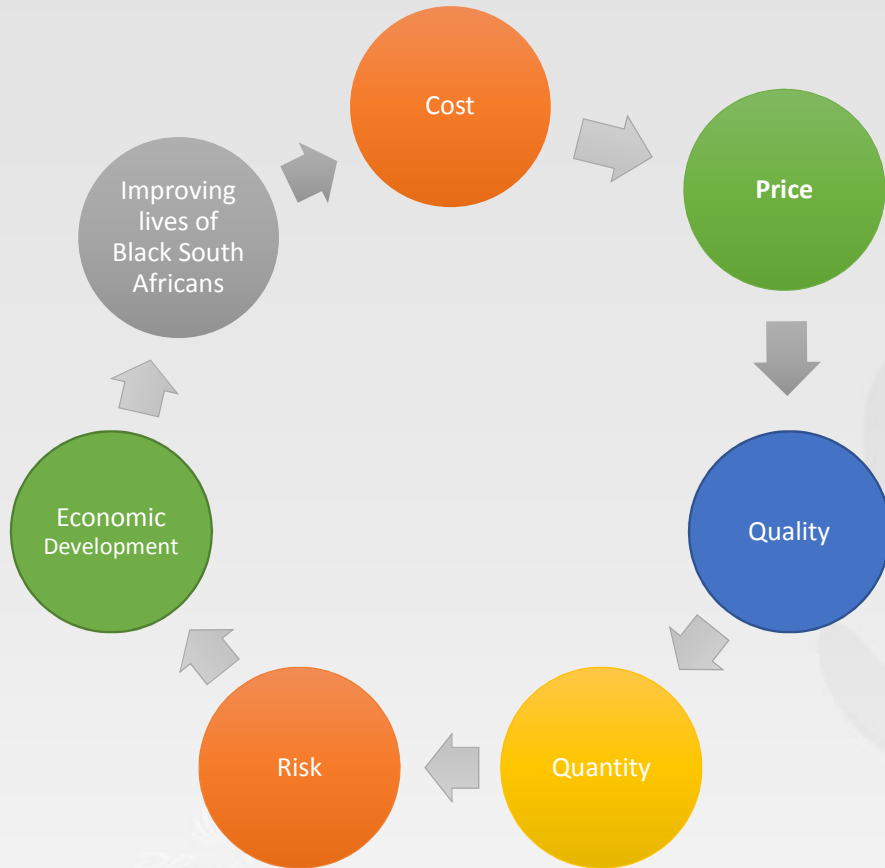 Cost
Price
Quality
Quantity
Risk
Economic
Development
Improving
lives of
Black South
Africans